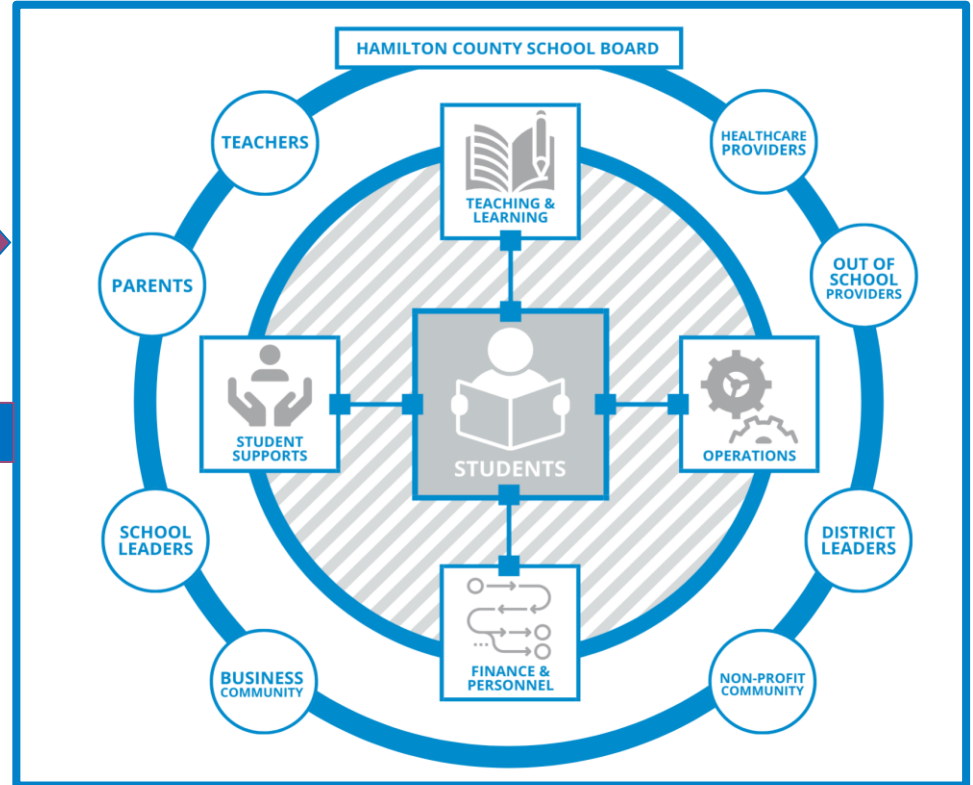 HAMILTON COUNTY SCHOOL BOARD
TEACHERS
HEALTHCARE
PROVIDERS
TEACHING &
LEARNING
PARENTS
OUT OF
SCHOOL
PROVIDERS
STUDENT
SUPPORTS
STUDENTS
OPERATIONS
SCHOOL
LEADERS
DISTRICT
LEADERS
FINANCE &
PERSONNEL
BUSINESS
COMMUNITY
NON-PROFIT
COMMUNITY